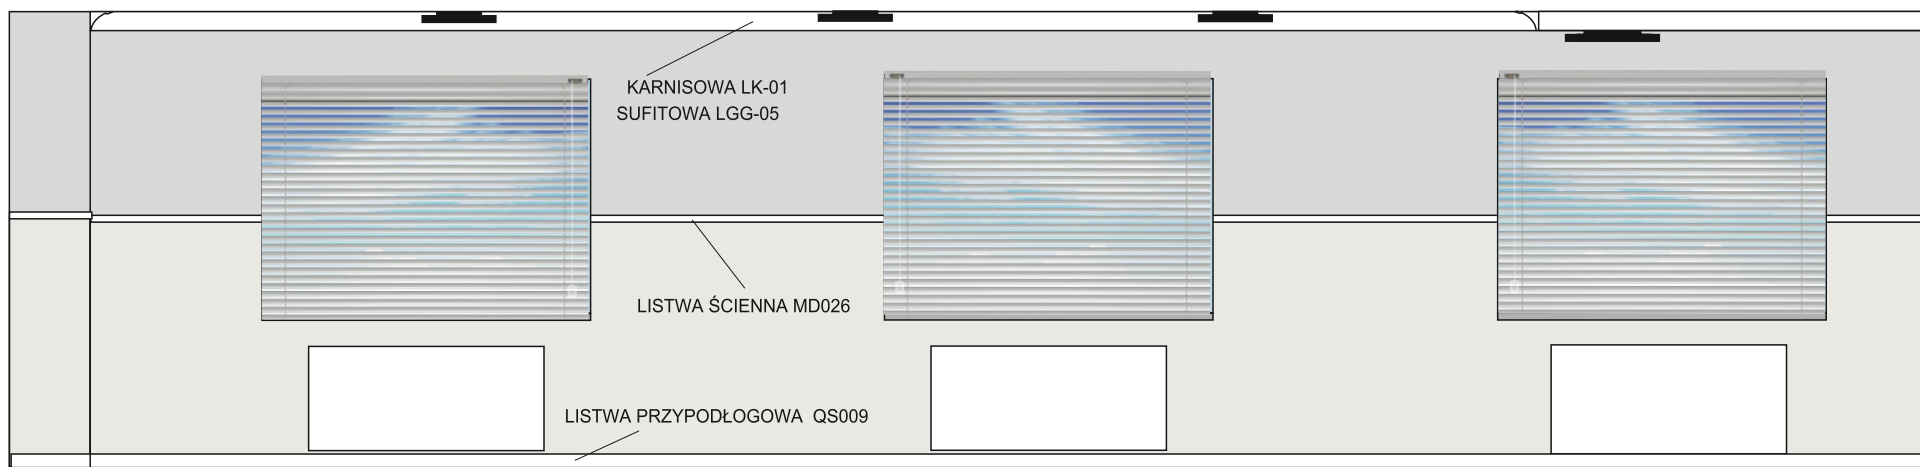 KARNISOWA LK-01
SUFITOWA LGG-05
LISTWA ŚCIENNA MD026
LISTWA PRZYPODŁOGOWA QS009